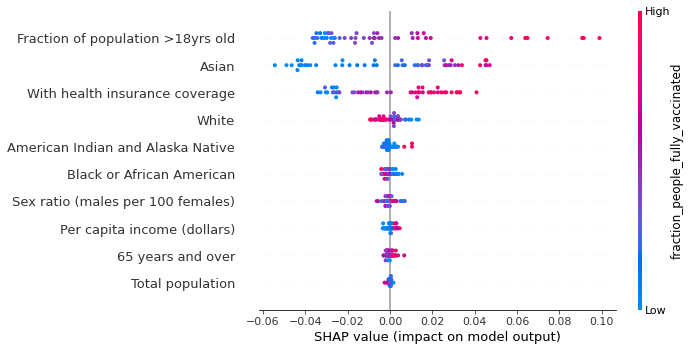 High
Fraction of population >18yrs old
Asian
With health insurance coverage
White
American Indian and Alaska Native
Black or African American
Sex ratio (males per 100 females)
Per capita income (dollars)
65 years and over
Total population
fraction_people_fully_vaccinated
Low
−0.06 −0.04 −0.02 0.00 0.02 0.04 0.06 0.08 0.10
SHAP value (impact on model output)